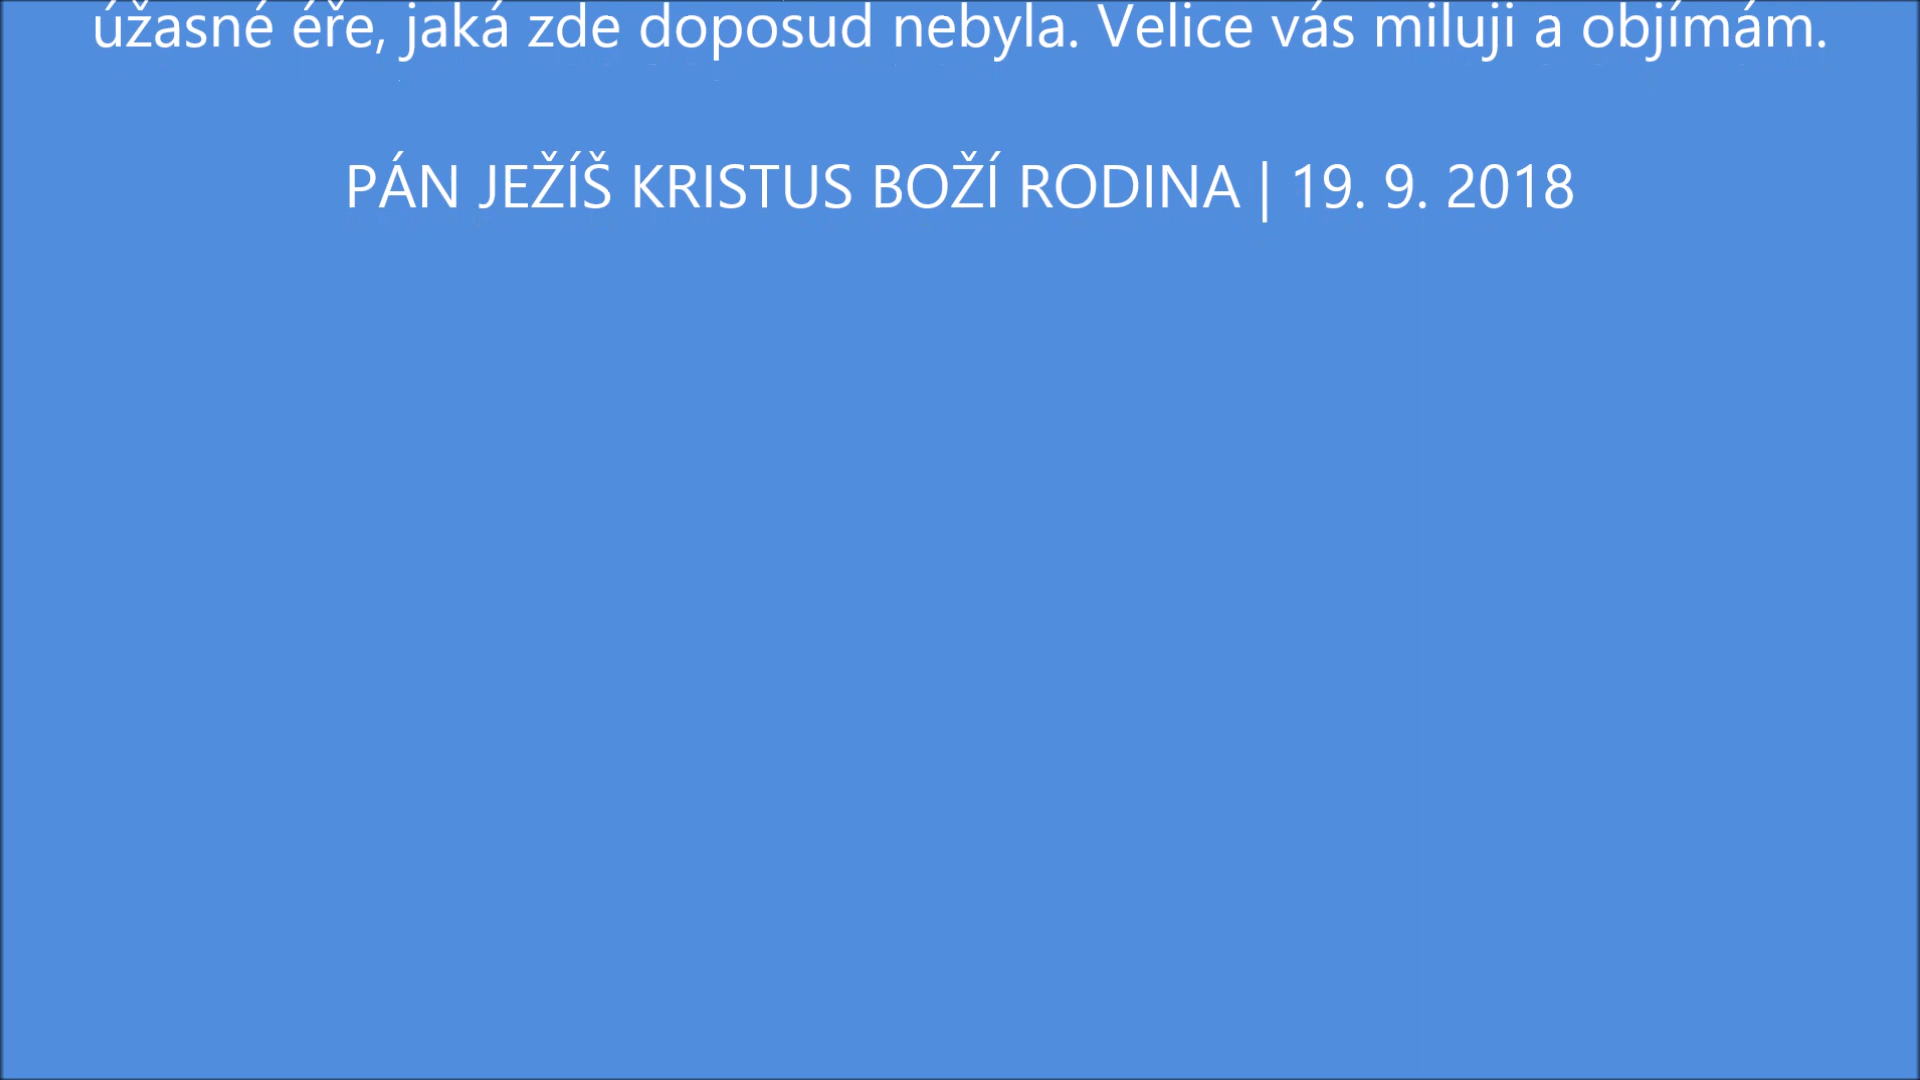 úžasné éře, jaká zde doposud nebyla. Velice vás miluji a objímám.
PÁN JEŽÍŠ KRISTUS BOŽÍ RODINA | 19. 9. 2018